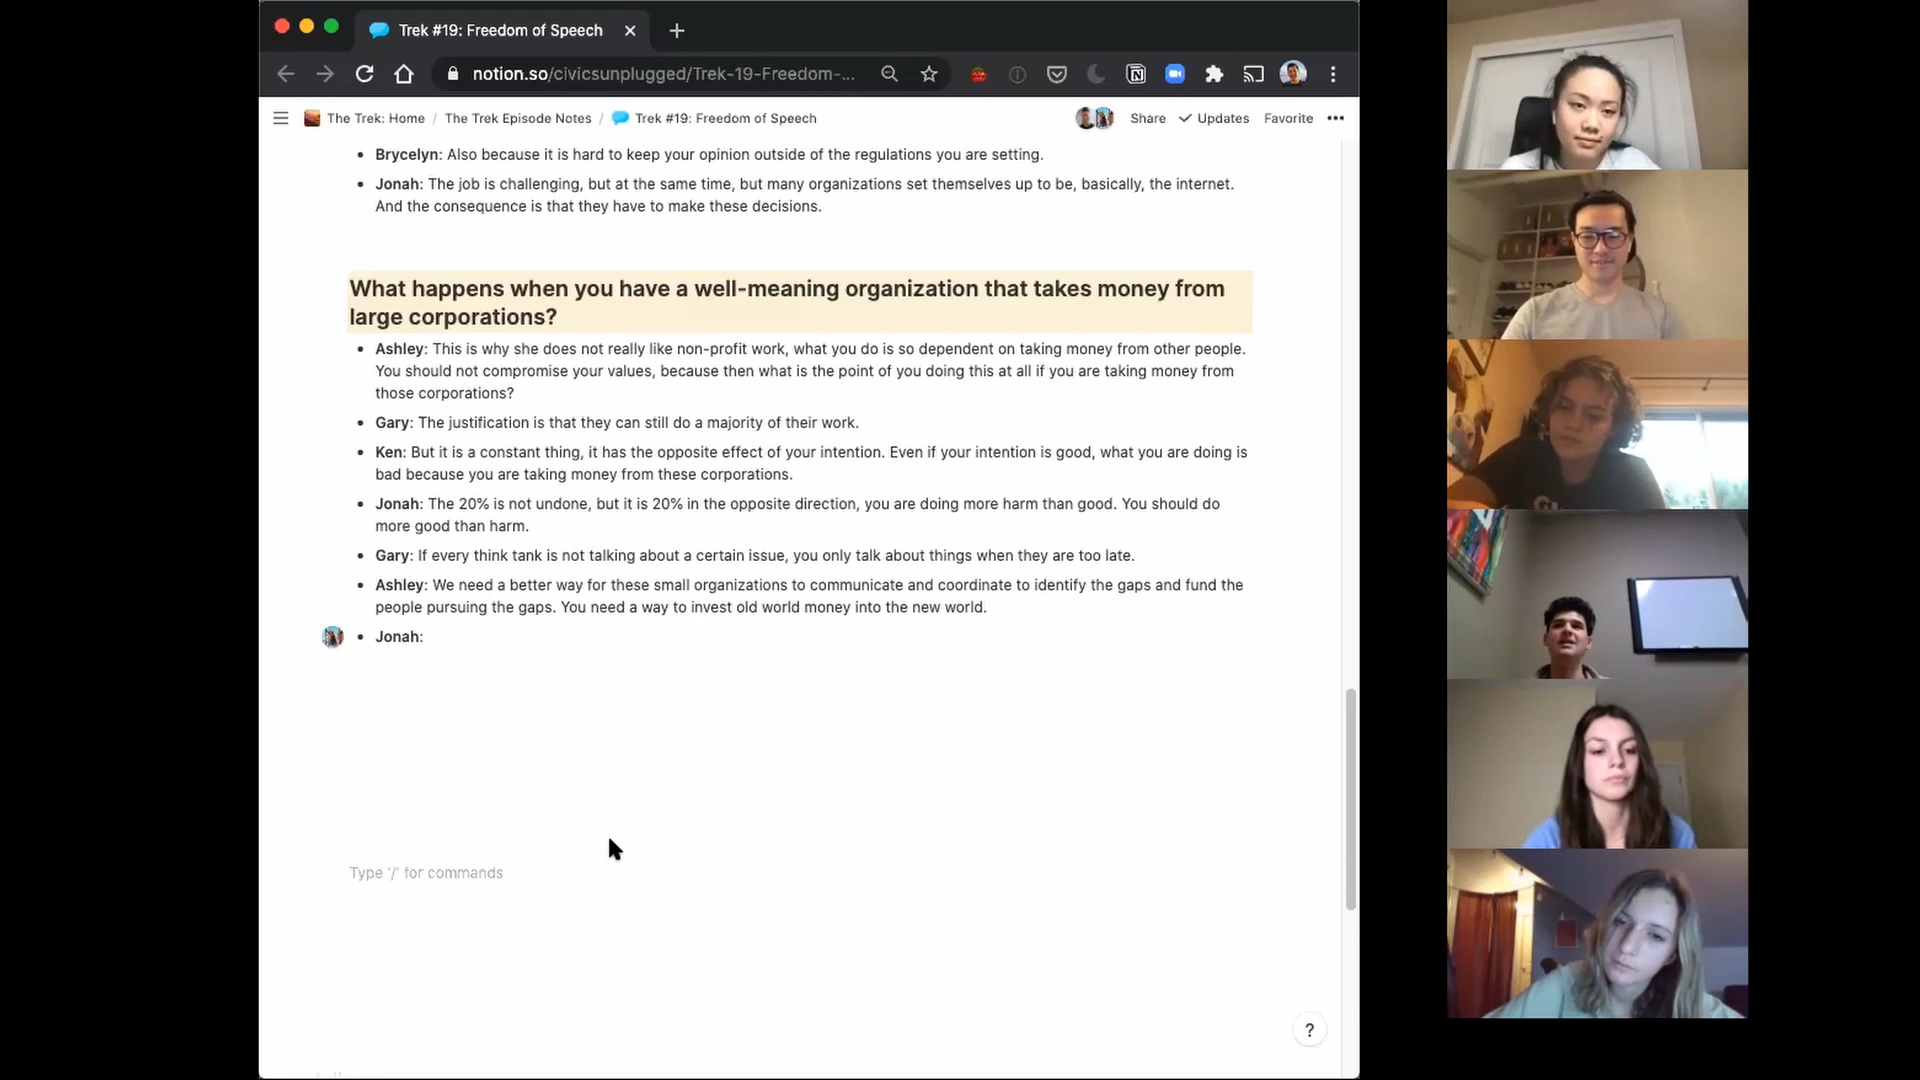 Trek #19: Freedom of Speech
notion.so/civicsunplugged/Trek-19-Freedom-...
The Trek: Home / The Trek Episode Notes / Trek #19: Freedom of Speech
Share Updates Favorite
Brycelyn: Also because it is hard to keep your opinion outside of the regulations you are setting.
Jonah: The job is challenging, but at the same time, but many organizations set themselves up to be, basically, the internet.
And the consequence is that they have to make these decisions.
What happens when you have a well-meaning organization that takes money from
large corporations?
Ashley: This is why she does not really like non-profit work, what you do is so dependent on taking money from other people.
You should not compromise your values, because then what is the point of you doing this at all if you are taking money from
those corporations?
Gary: The justification is that they can still do a majority of their work.
Ken: But it is a constant thing, it has the opposite effect of your intention. Even if your intention is good, what you are doing is
bad because you are taking money from these corporations.
Jonah: The 20% is not undone, but it is 20% in the opposite direction, you are doing more harm than good. You should do
more good than harm.
Gary: If every think tank is not talking about a certain issue, you only talk about things when they are too late.
Ashley: We need a better way for these small organizations to communicate and coordinate to identify the gaps and fund the
people pursuing the gaps. You need a way to invest old world money into the new world.
Jonah:
Type '/' for commands
?